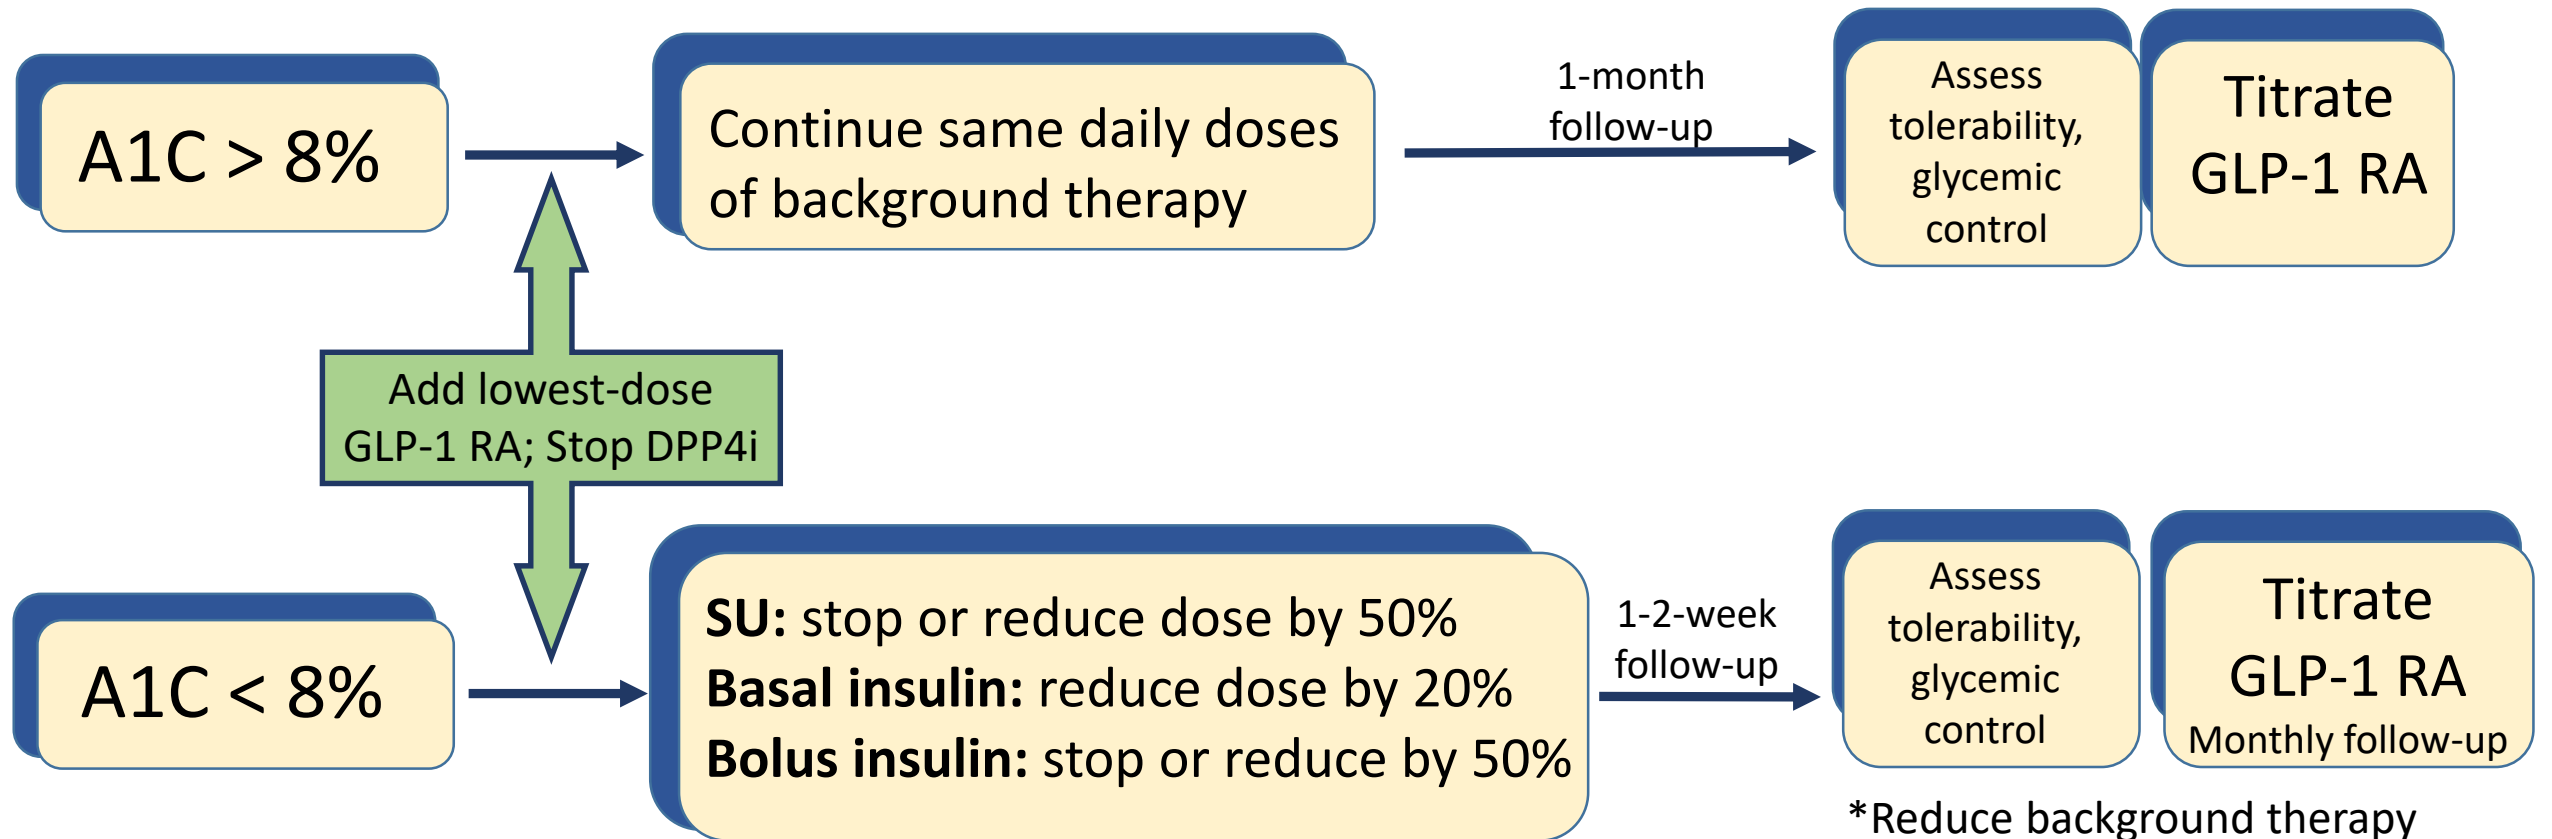 A1C > 8%
Continue same daily doses
of background therapy
1-month
follow-up
Assess
tolerability,
glycemic
control
Titrate
GLP-1 RA
Add lowest-dose
GLP-1 RA; Stop DPP4i
A1C < 8%
SU: stop or reduce dose by 50%
Basal insulin: reduce dose by 20%
Bolus insulin: stop or reduce by 50%
1-2-week
follow-up
Assess
tolerability,
glycemic
control
Titrate
GLP-1 RA
Monthly follow-up
*Reduce background therapy